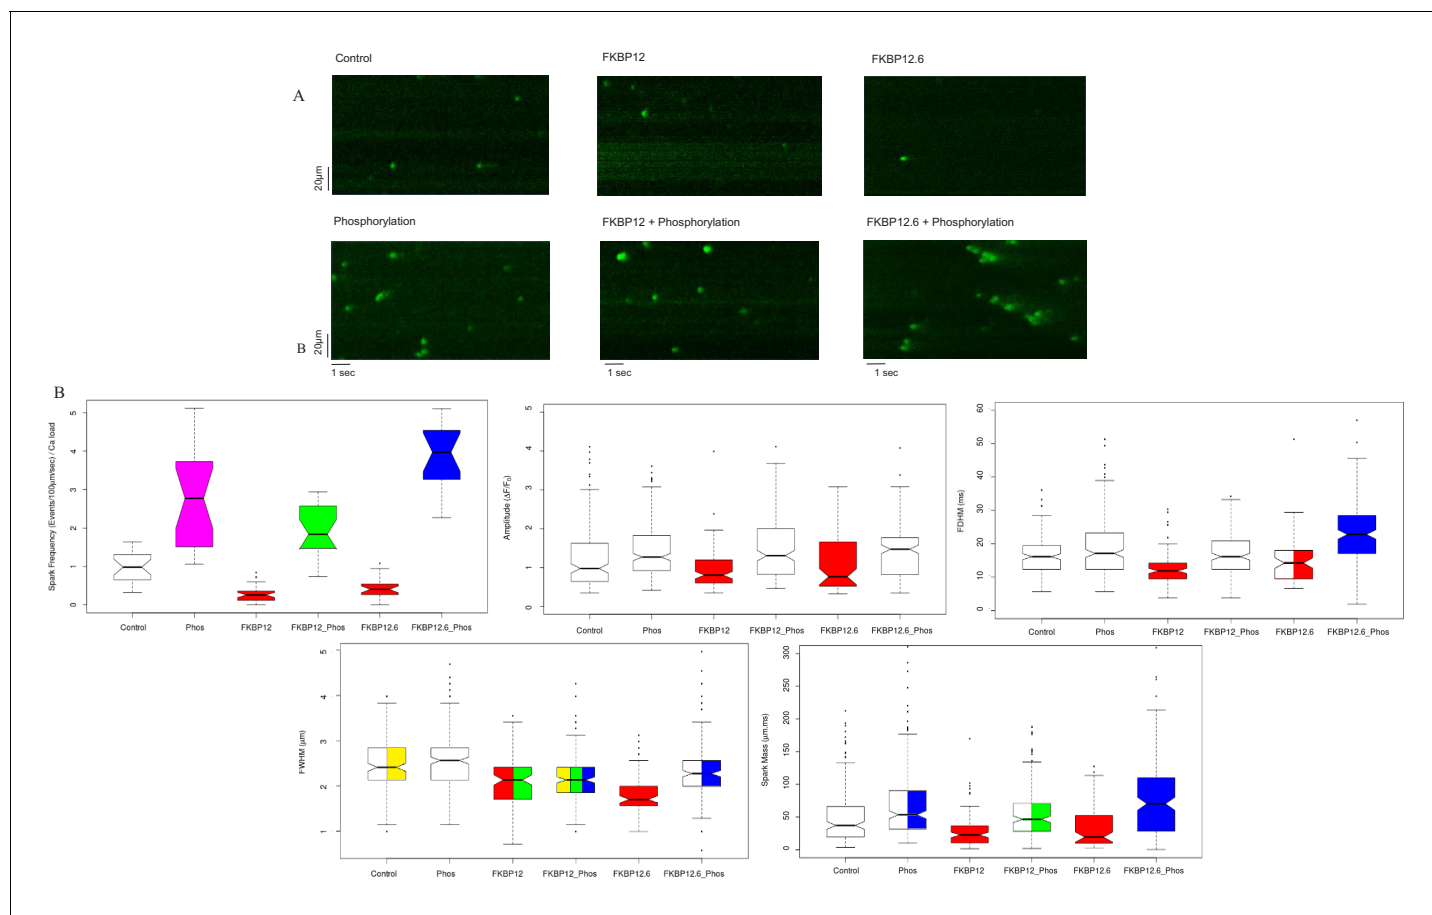 Control
FKBP12
FKBP12.6
A
20µm
Phosphorylation
FKBP12 + Phosphorylation
FKBP12.6 + Phosphorylation
20µm
B
1 sec
1 sec
1 sec
B
Spark Frequency (Events/100µm/sec) / Ca load
0 1 2 3 4 5
Control Phos FKBP12 FKBP12_Phos FKBP12.6 FKBP12.6_Phos
Amplitude (ΔF/F0)
0 1 2 3 4 5
Control Phos FKBP12 FKBP12_Phos FKBP12.6 FKBP12.6_Phos
FDHM (ms)
0 10 20 30 40 50 60
Control Phos FKBP12 FKBP12_Phos FKBP12.6 FKBP12.6_Phos
FWHM (µm)
1 2 3 4 5
Control Phos FKBP12 FKBP12_Phos FKBP12.6 FKBP12.6_Phos
Spark Mass (µm.ms)
0 50 100 150 200 250 300
Control Phos FKBP12 FKBP12_Phos FKBP12.6 FKBP12.6_Phos